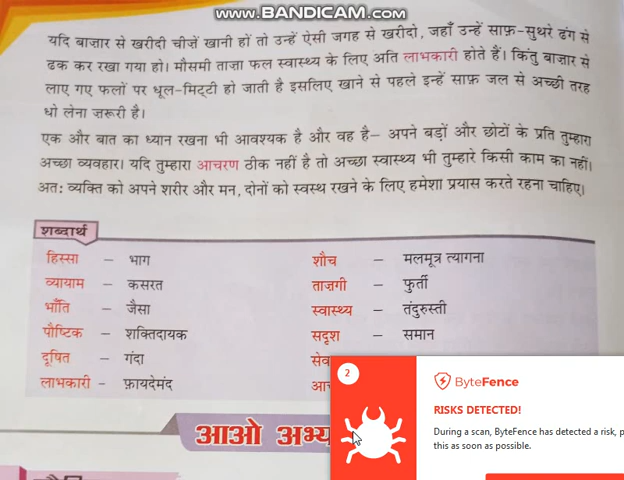 www.BANDICAM.com
यदि बाज़ार से खरीदी चीज़ें खानी हों तो उन्हें ऐसी जगह से खरीदो, जहाँ उन्हें साफ़-सुथरे ढंग से
ढक कर रखा गया हो। मौसमी ताज़ा फल स्वास्थ्य के लिए अति लाभकारी होते हैं। किंतु बाज़ार से
लाए गए फलों पर धूल-मिट्टी हो जाती है इसलिए खाने से पहले इन्हें साफ़ जल से अच्छी तरह
धो लेना ज़रूरी है।
एक और बात का ध्यान रखना भी आवश्यक है और वह है– अपने बड़ों और छोटों के प्रति तुम्हारा
अच्छा व्यवहार। यदि तुम्हारा आचरण ठीक नहीं है तो अच्छा स्वास्थ्य भी तुम्हारे किसी काम का नहीं।
अतः व्यक्ति को अपने शरीर और मन, दोनों को स्वस्थ रखने के लिए हमेशा प्रयास करते रहना चाहिए।
शब्दार्थ
हिस्सा – भाग
व्यायाम – कसरत
भाँति – जैसा
पौष्टिक – शक्तिदायक
दूषित – गंदा
लाभकारी – फ़ायदेमंद
शौच – मलमूत्र त्यागना
ताज़गी – फुर्ती
स्वास्थ्य – तंदुरुस्ती
सदृश – समान
आओ
2
ByteFence
RISKS DETECTED!
During a scan, ByteFence has detected a risk,
this as soon as possible.